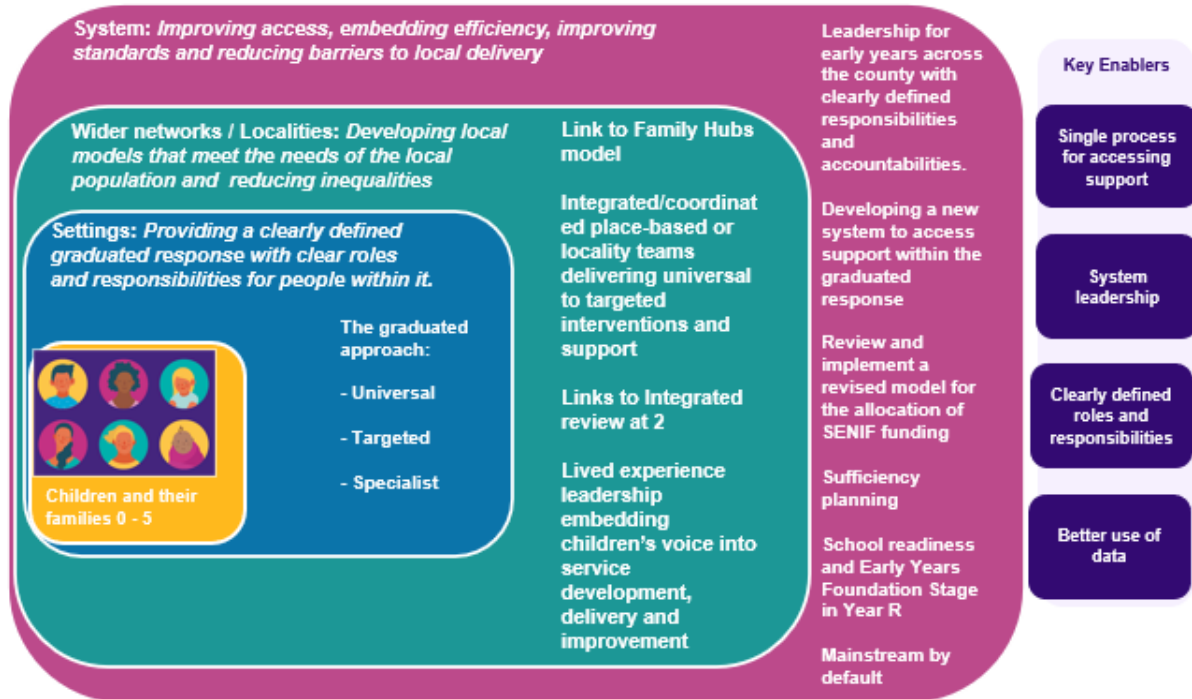 System: Improving access, embedding efficiency, improving
standards and reducing barriers to local delivery
Wider networks / Localities: Developing local
models that meet the needs of the local
population and reducing inequalities
Settings: Providing a clearly defined
graduated response with clear roles
and responsibilities for people within it.
The graduated
approach:
- Universal
- Targeted
- Specialist
Children and their
families 0 - 5
Link to Family Hubs
model
Integrated/coordinat
ed place-based or
locality teams
delivering universal
to targeted
interventions and
support
Links to Integrated
review at 2
Lived experience
leadership
embedding
children's voice into
service
development,
delivery and
improvement
Leadership for
early years across
the county with
clearly defined
responsibilities
and
accountabilities.
Developing a new
system to access
support within the
graduated
response
Review and
implement a
revised model for
the allocation of
SENIF funding
Sufficiency
planning
School readiness
and Early Years
Foundation Stage
in Year R
Mainstream by
default
Key Enablers
Single process
for accessing
support
System
leadership
Clearly defined
roles and
responsibilities
Better use of
data